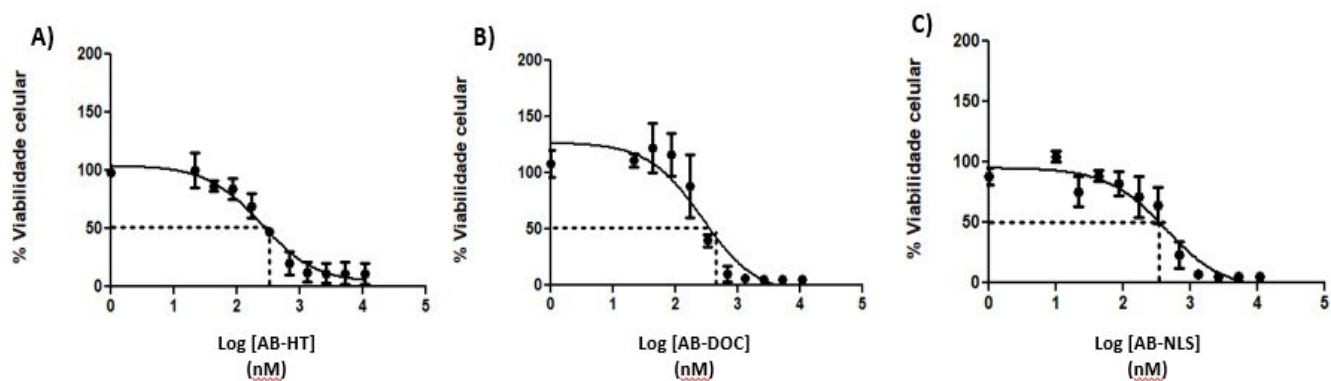 A)
200
150
100
50
0
% Viabilidade celular
0 1 2 3 4 5
Log [AB-HT]
(nM)
B)
200
150
100
50
0
% Viabilidade celular
0 1 2 3 4 5
Log [AB-DOC]
(nM)
C)
200
150
100
50
0
% Viabilidade celular
0 1 2 3 4 5
Log [AB-NLS]
(nM)